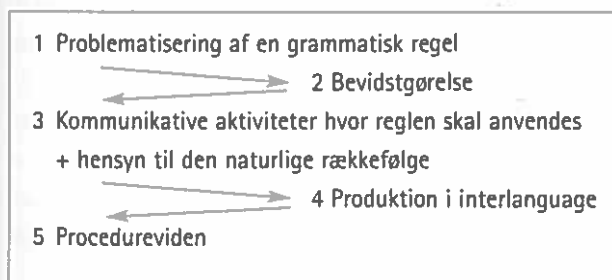 1 Problematisering af en grammatisk regel
2 Bevidstgørelse
3 Kommunikative aktiviteter hvor reglen skal anvendes
+ hensyn til den naturlige rækkefølge
4 Produktion i interlanguage
5 Procedureviden